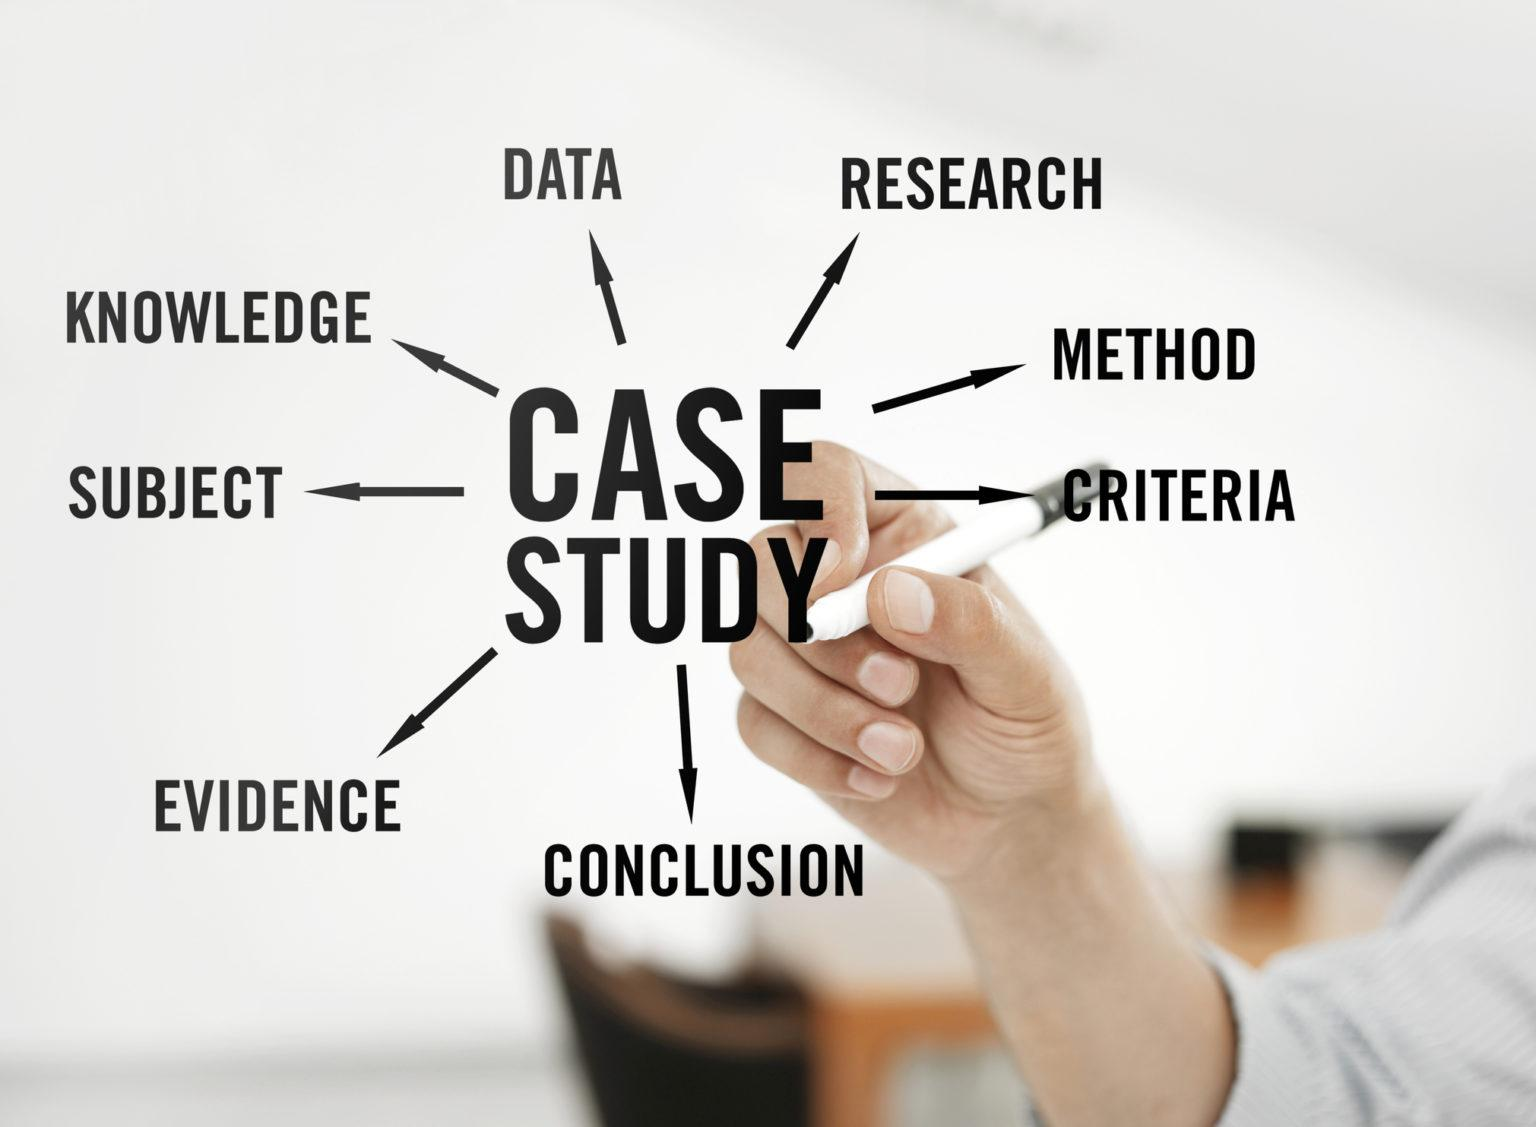 DATA
RESEARCH
KNOWLEDGE
METHOD
CASE
STUDY
SUBJECT
CRITERIA
EVIDENCE
CONCLUSION